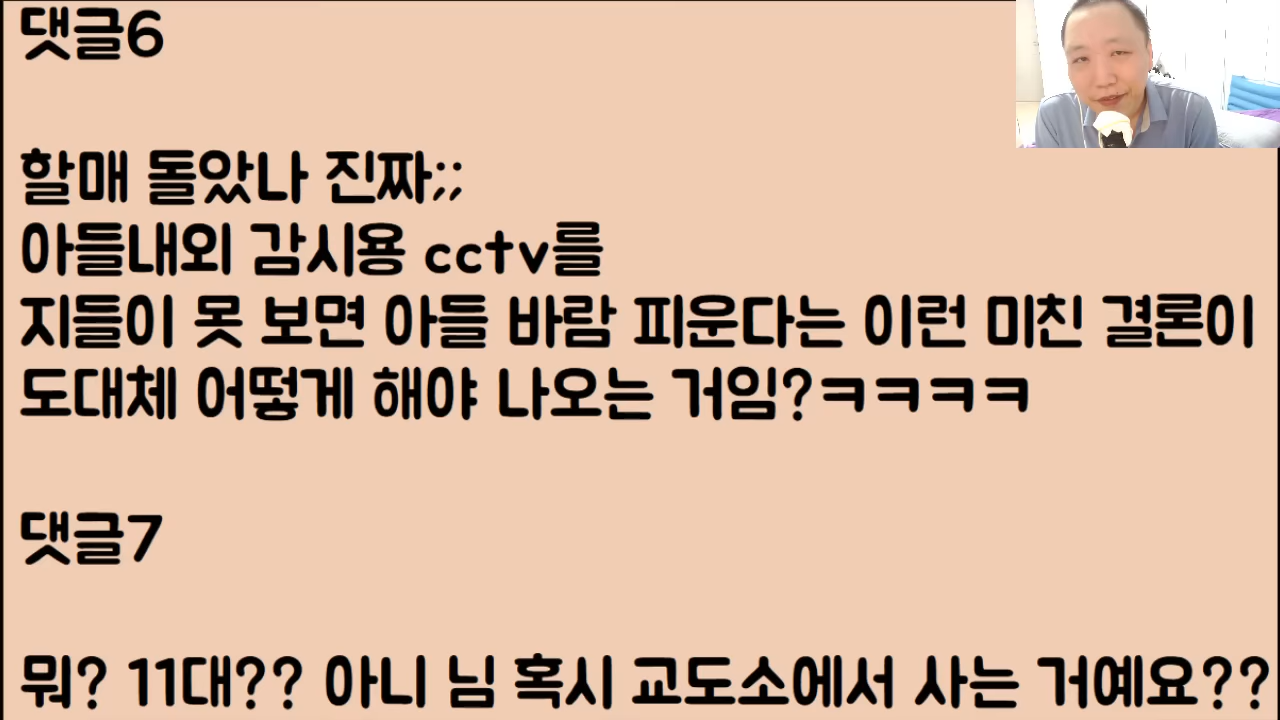 댓글6
할매 돌았나 진짜;;
아들내외 감시용 cctv를
지들이 못 보면 아들 바람 피운다는 이런 미친 결론이
도대체 어떻게 해야 나오는 거임?ㅋㅋㅋㅋ
댓글7
뭐? 11대?? 아니 님 혹시 교도소에서 사는 거예요??